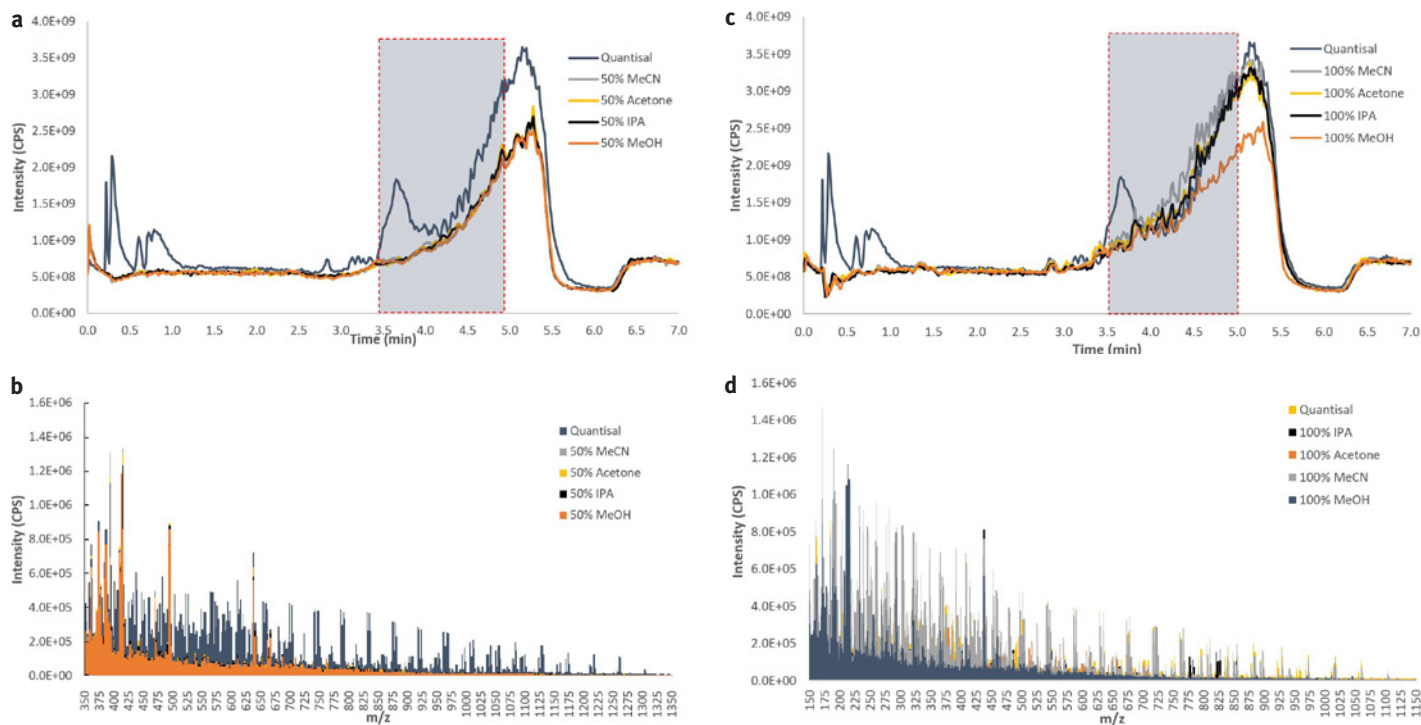 a
Intensity (CPS)
4.0E+09
3.5E+09
3.0E+09
2.5E+09
2.0E+09
1.5E+09
1.0E+09
5.0E+08
0.0E+00
0.0 0.5 1.0 1.5 2.0 2.5 3.0 3.5 4.0 4.5 5.0 5.5 6.0 6.5 7.0
Time (min)
Quantisal
50% MeCN
50% Acetone
50% IPA
50% MeOH
c
Intensity (CPS)
4.0E+09
3.5E+09
3.0E+09
2.5E+09
2.0E+09
1.5E+09
1.0E+09
5.0E+08
0.0E+00
0.0 0.5 1.0 1.5 2.0 2.5 3.0 3.5 4.0 4.5 5.0 5.5 6.0 6.5 7.0
Time (min)
Quantisal
100% MeCN
100% Acetone
100% IPA
100% MeOH
b
Intensity (CPS)
1.6E+06
1.4E+06
1.2E+06
1.0E+06
8.0E+05
6.0E+05
4.0E+05
2.0E+05
0.0E+00
350 375 400 425 450 475 500 525 550 575 600 625 650 675 700 725 750 775 800 825 850 875 900 925 950 975 1000 1025 1050 1075 1100 1125 1150 1175 1200 1225 1250 1275 1300 1325 1350
m/z
Quantisal
50% MeCN
50% Acetone
50% IPA
50% MeOH
d
Intensity (CPS)
1.6E+06
1.4E+06
1.2E+06
1.0E+06
8.0E+05
6.0E+05
4.0E+05
2.0E+05
0.0E+00
150 175 200 225 250 275 300 325 350 375 400 425 450 475 500 525 550 575 600 625 650 675 700 725 750 775 800 825 850 875 900 925 950 975 1000 1025 1050 1075 1100 1125 1150
m/z
Quantisal
100% IPA
100% Acetone
100% MeCN
100% MeOH